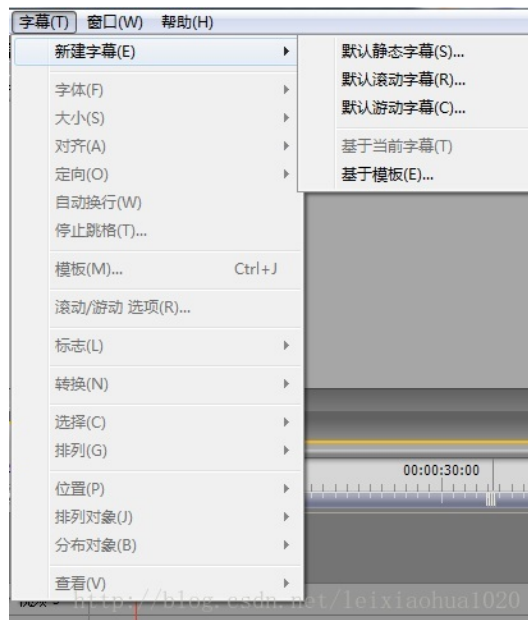 字幕(T) 窗口(W) 帮助(H)
新建字幕(E)
默认静态字幕(S)...
默认滚动字幕(R)...
默认游动字幕(C)...
基于当前字幕(T)
基于模板(E)...
字体(F)
大小(S)
对齐(A)
定向(O)
自动换行(W)
停止跳格(T)...
模板(M)... Ctrl+J
滚动/游动 选项(R)...
标志(L)
转换(N)
选择(C)
排列(G)
00:00:30:00
位置(P)
排列对象(J)
分布对象(B)
查看(V)
http://blog.csdn.net/leixiaohua1020